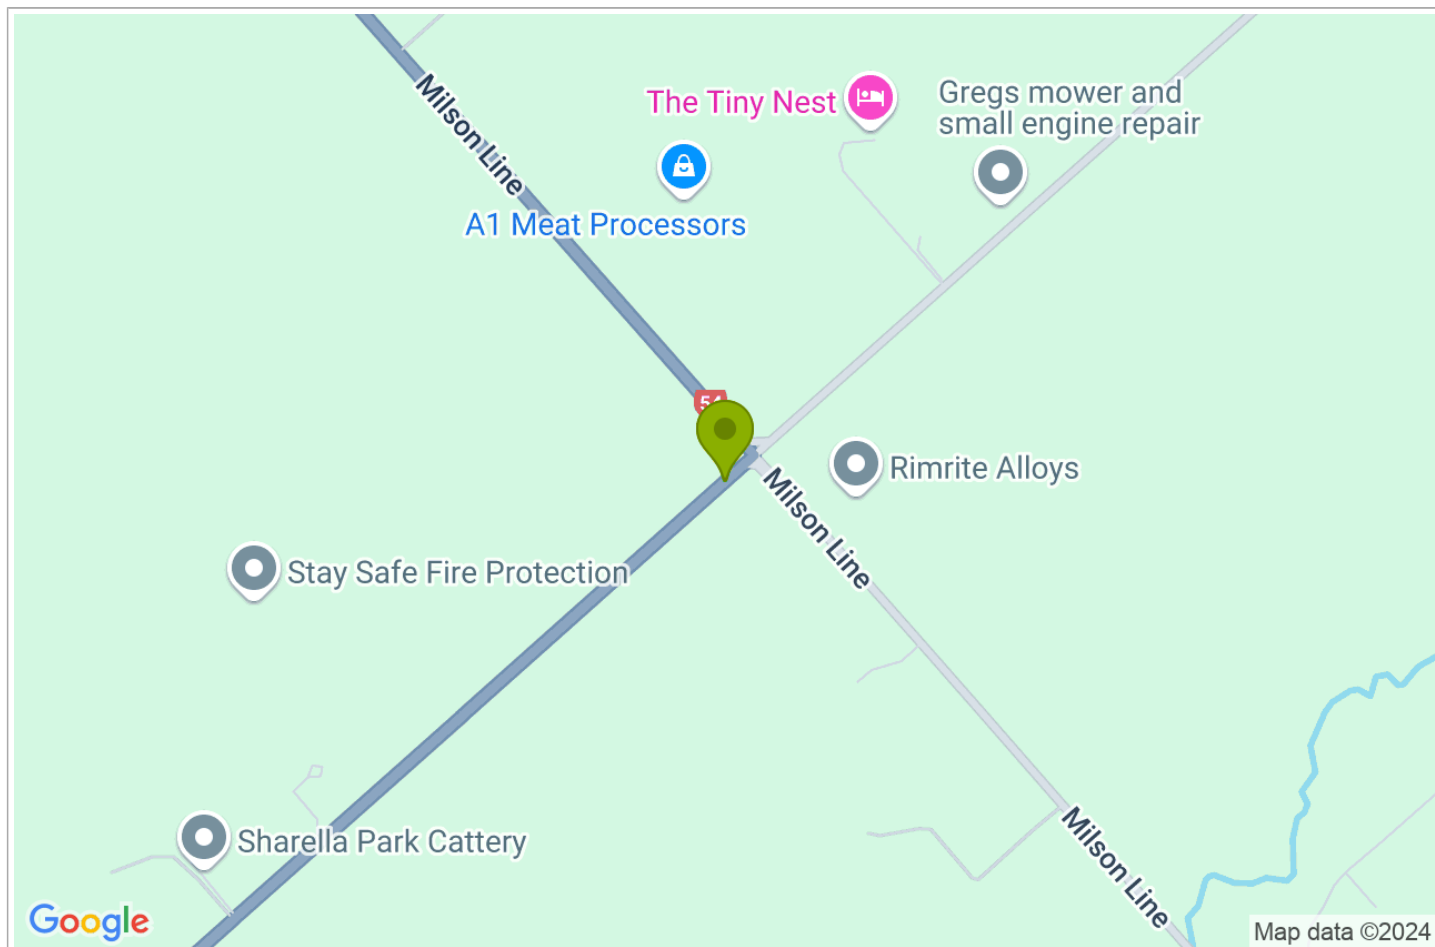 Milson Line
The Tiny Nest
Gregs mower and
small engine repair
A1 Meat Processors
54
Rimrite Alloys
Milson Line
Stay Safe Fire Protection
Sharella Park Cattery
Milson Line
Google
Map data ©2024